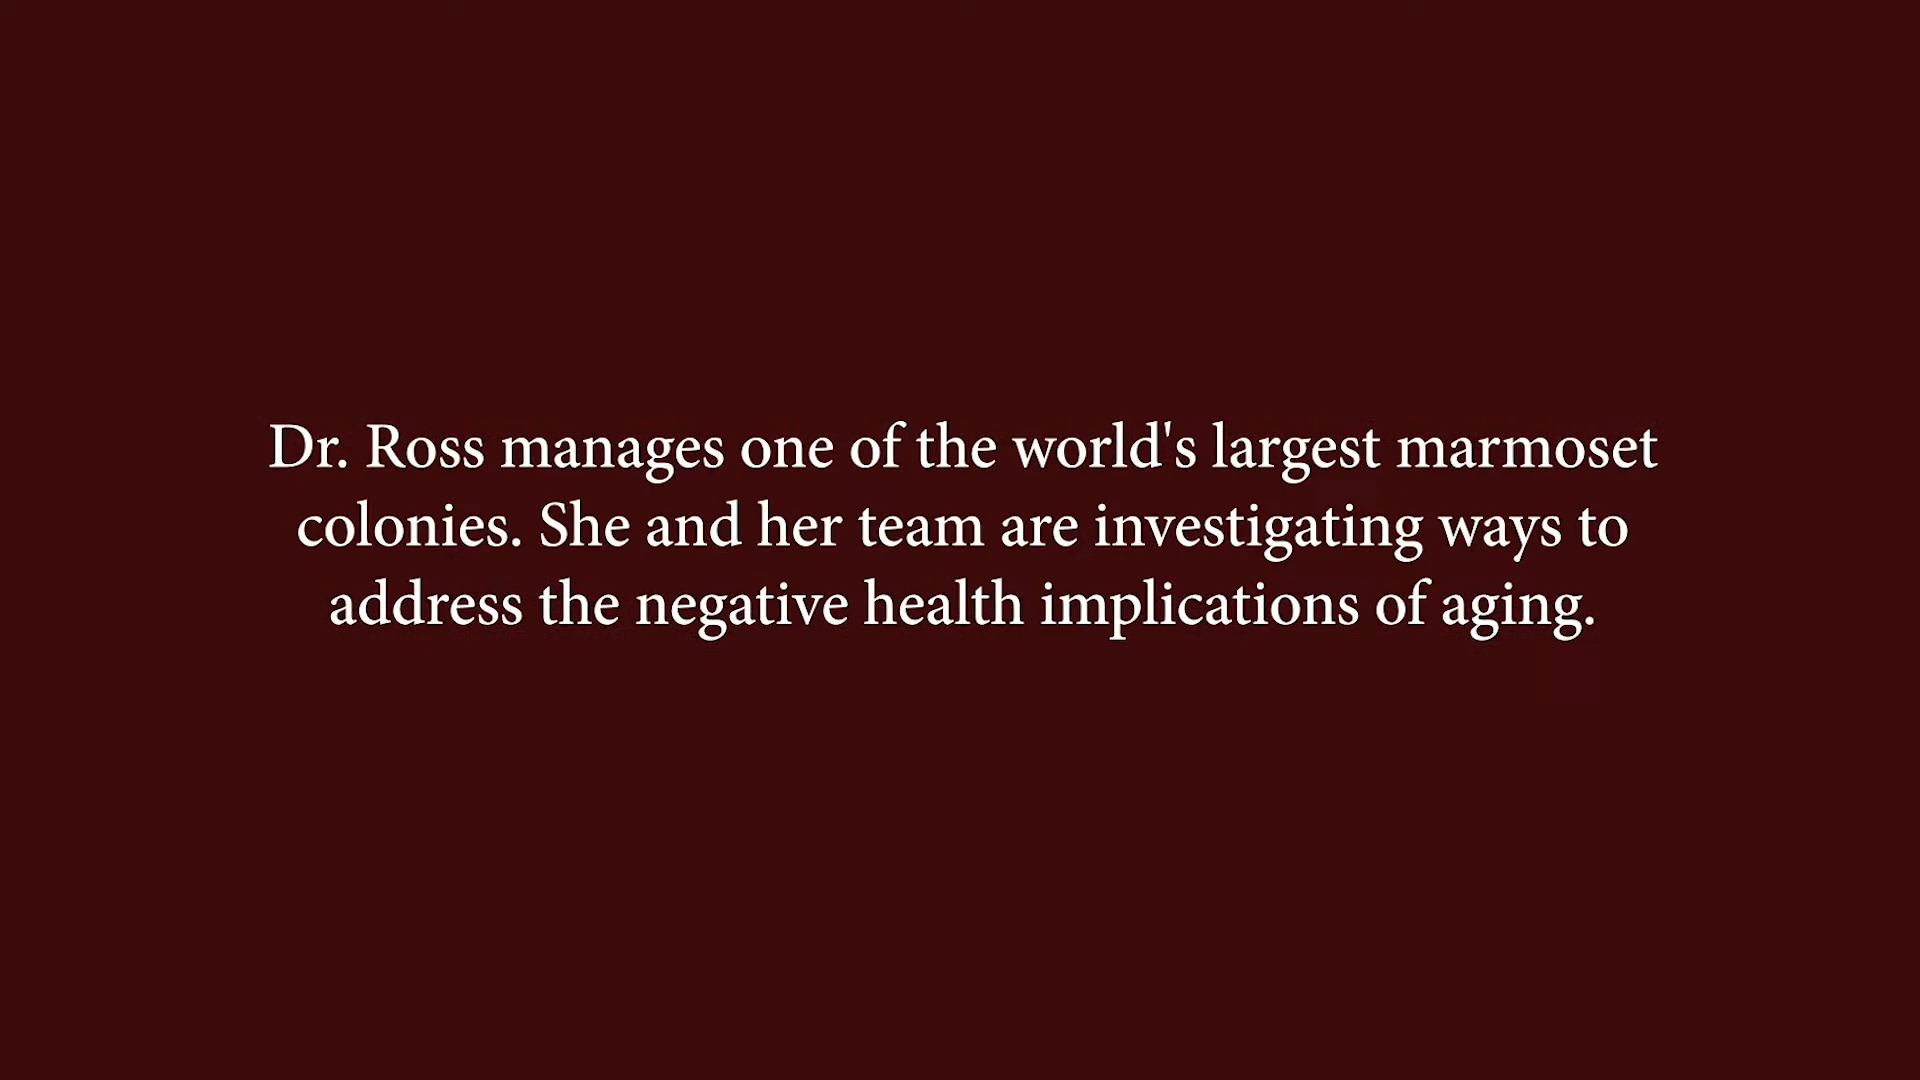 Dr. Ross manages one of the world's largest marmoset
colonies. She and her team are investigating ways to
address the negative health implications of aging.